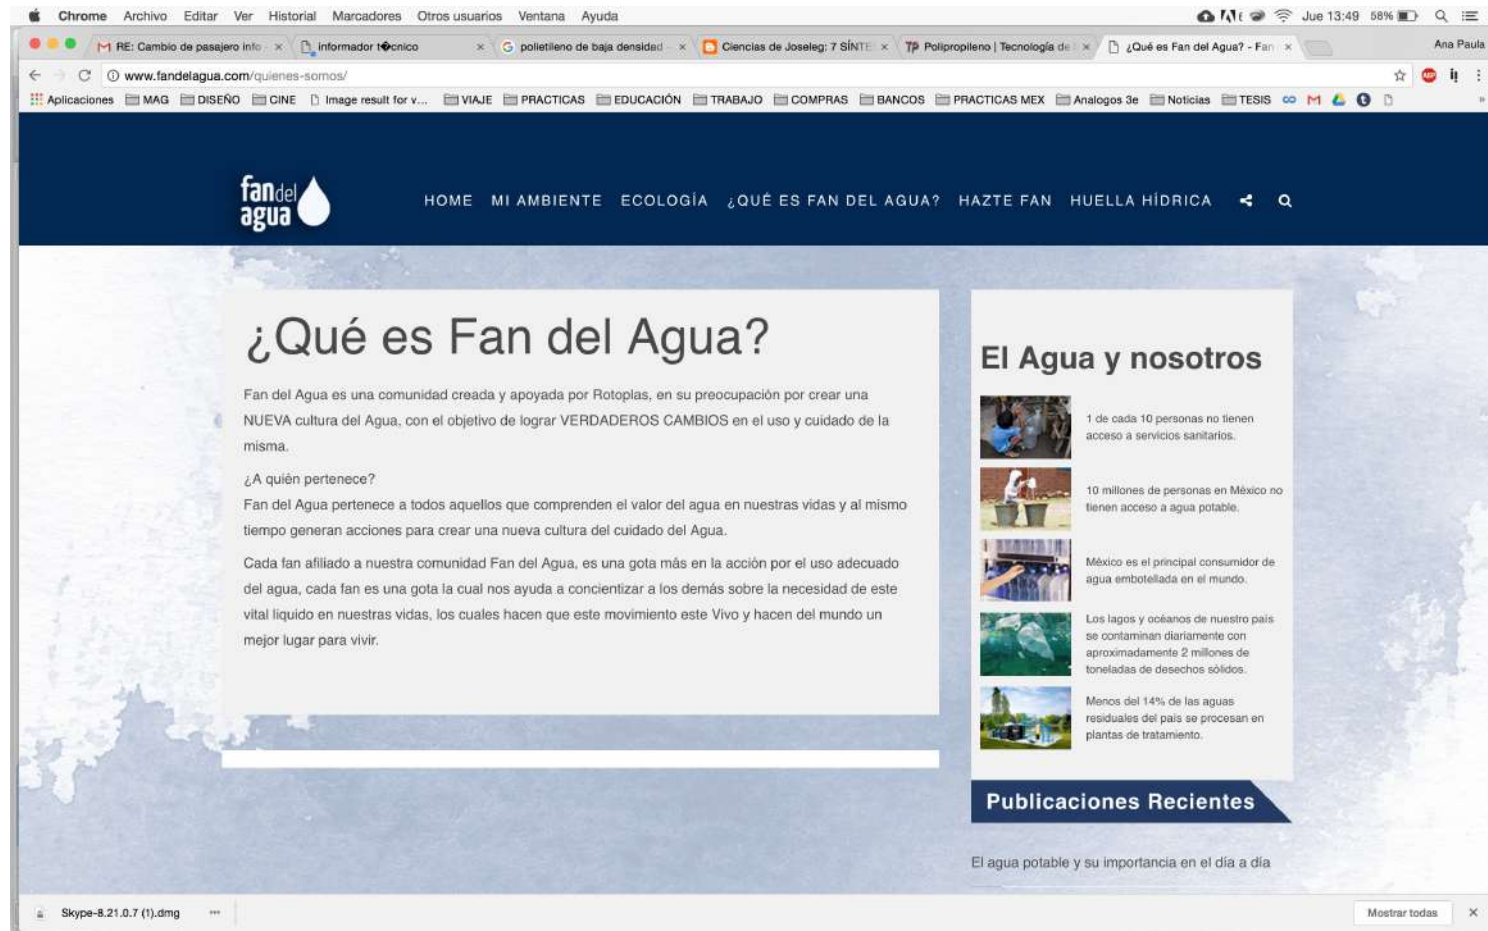 Chrome Archivo Editar Ver Historial Marcadores Otros usuarios Ventana Ayuda
Jue 13:49 58%
RE: Cambio de pasajero info
informador t�cnico
polietileno de baja densidad
Ciencias de Joseleg: 7 SÍNTE
Polipropileno | Tecnología de
¿Qué es Fan del Agua? - Fan
Ana Paula
www.fandelagua.com/quienes-somos/
Aplicaciones MAG DISEÑO CINE Image result for v... VIAJE PRACTICAS EDUCACIÓN TRABAJO COMPRAS BANCOS PRACTICAS MEX Analogos 3e Noticias TESIS
fandel
agua
HOME MI AMBIENTE ECOLOGÍA ¿QUÉ ES FAN DEL AGUA? HAZTE FAN HUELLA HÍDRICA
¿Qué es Fan del Agua?
Fan del Agua es una comunidad creada y apoyada por Rotoplas, en su preocupación por crear una
NUEVA cultura del Agua, con el objetivo de lograr VERDADEROS CAMBIOS en el uso y cuidado de la
misma.
¿A quién pertenece?
Fan del Agua pertenece a todos aquellos que comprenden el valor del agua en nuestras vidas y al mismo
tiempo generan acciones para crear una nueva cultura del cuidado del Agua.
Cada fan afiliado a nuestra comunidad Fan del Agua, es una gota más en la acción por el uso adecuado
del agua, cada fan es una gota la cual nos ayuda a concientizar a los demás sobre la necesidad de este
vital liquido en nuestras vidas, los cuales hacen que este movimiento este Vivo y hacen del mundo un
mejor lugar para vivir.
El Agua y nosotros
1 de cada 10 personas no tienen
acceso a servicios sanitarios.
10 millones de personas en México no
tienen acceso a agua potable.
México es el principal consumidor de
agua embotellada en el mundo.
Los lagos y océanos de nuestro país
se contaminan diariamente con
aproximadamente 2 millones de
toneladas de desechos sólidos.
Menos del 14% de las aguas
residuales del país se procesan en
plantas de tratamiento.
Publicaciones Recientes
El agua potable y su importancia en el día a día
Skype-8.21.0.7 (1).dmg
Mostrar todas